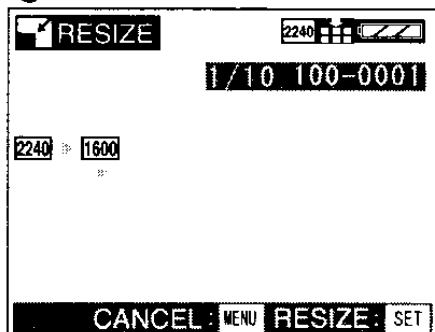 RESIZE 2240
1/10 100-0001
2240 1600
CANCEL: MENU RESIZE: SET